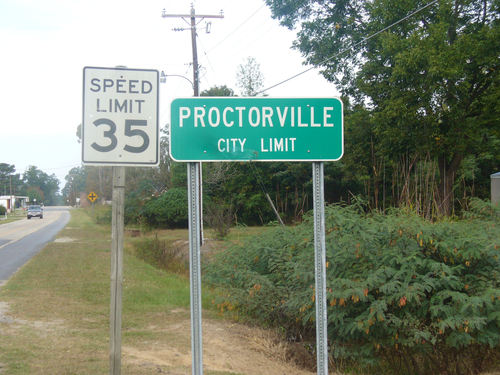 SPEED
LIMIT
35
PROCTORVILLE
CITY LIMIT